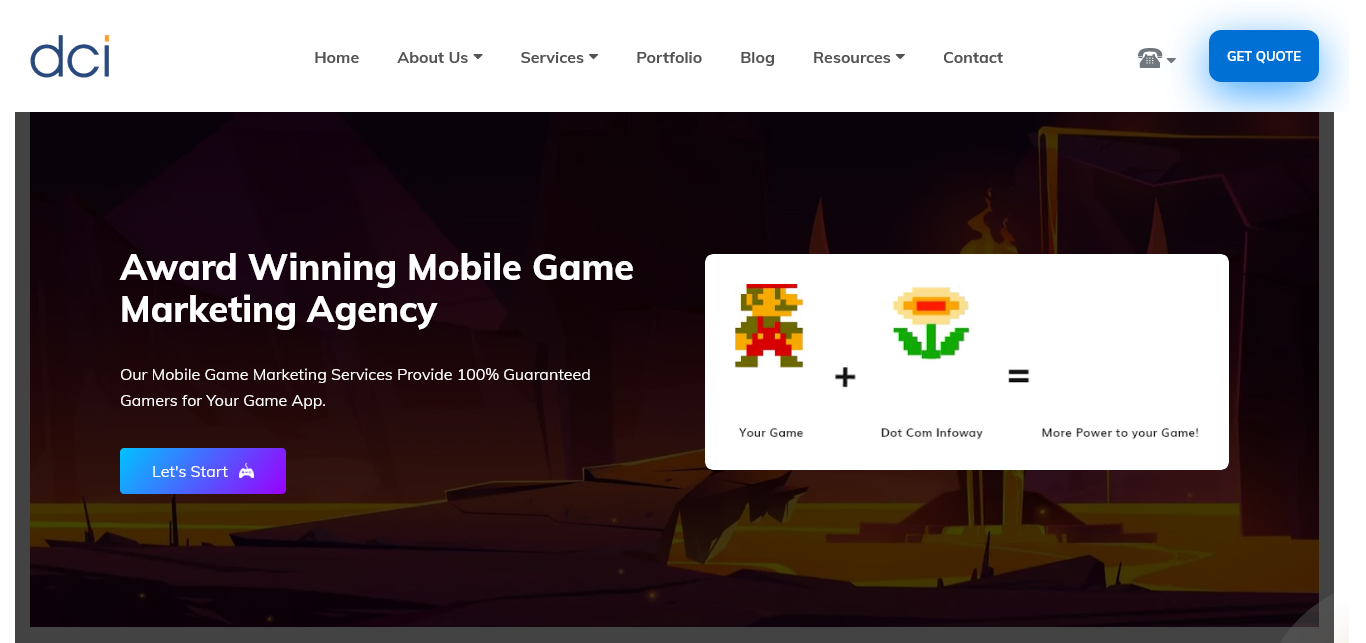 dci
Home
About Us
Services
Portfolio
Blog
Resources
Contact
GET QUOTE
Award Winning Mobile Game
Marketing Agency
Our Mobile Game Marketing Services Provide 100% Guaranteed
Gamers for Your Game App.
Let's Start
+
=
Your Game
Dot Com Infoway
More Power to your Game!